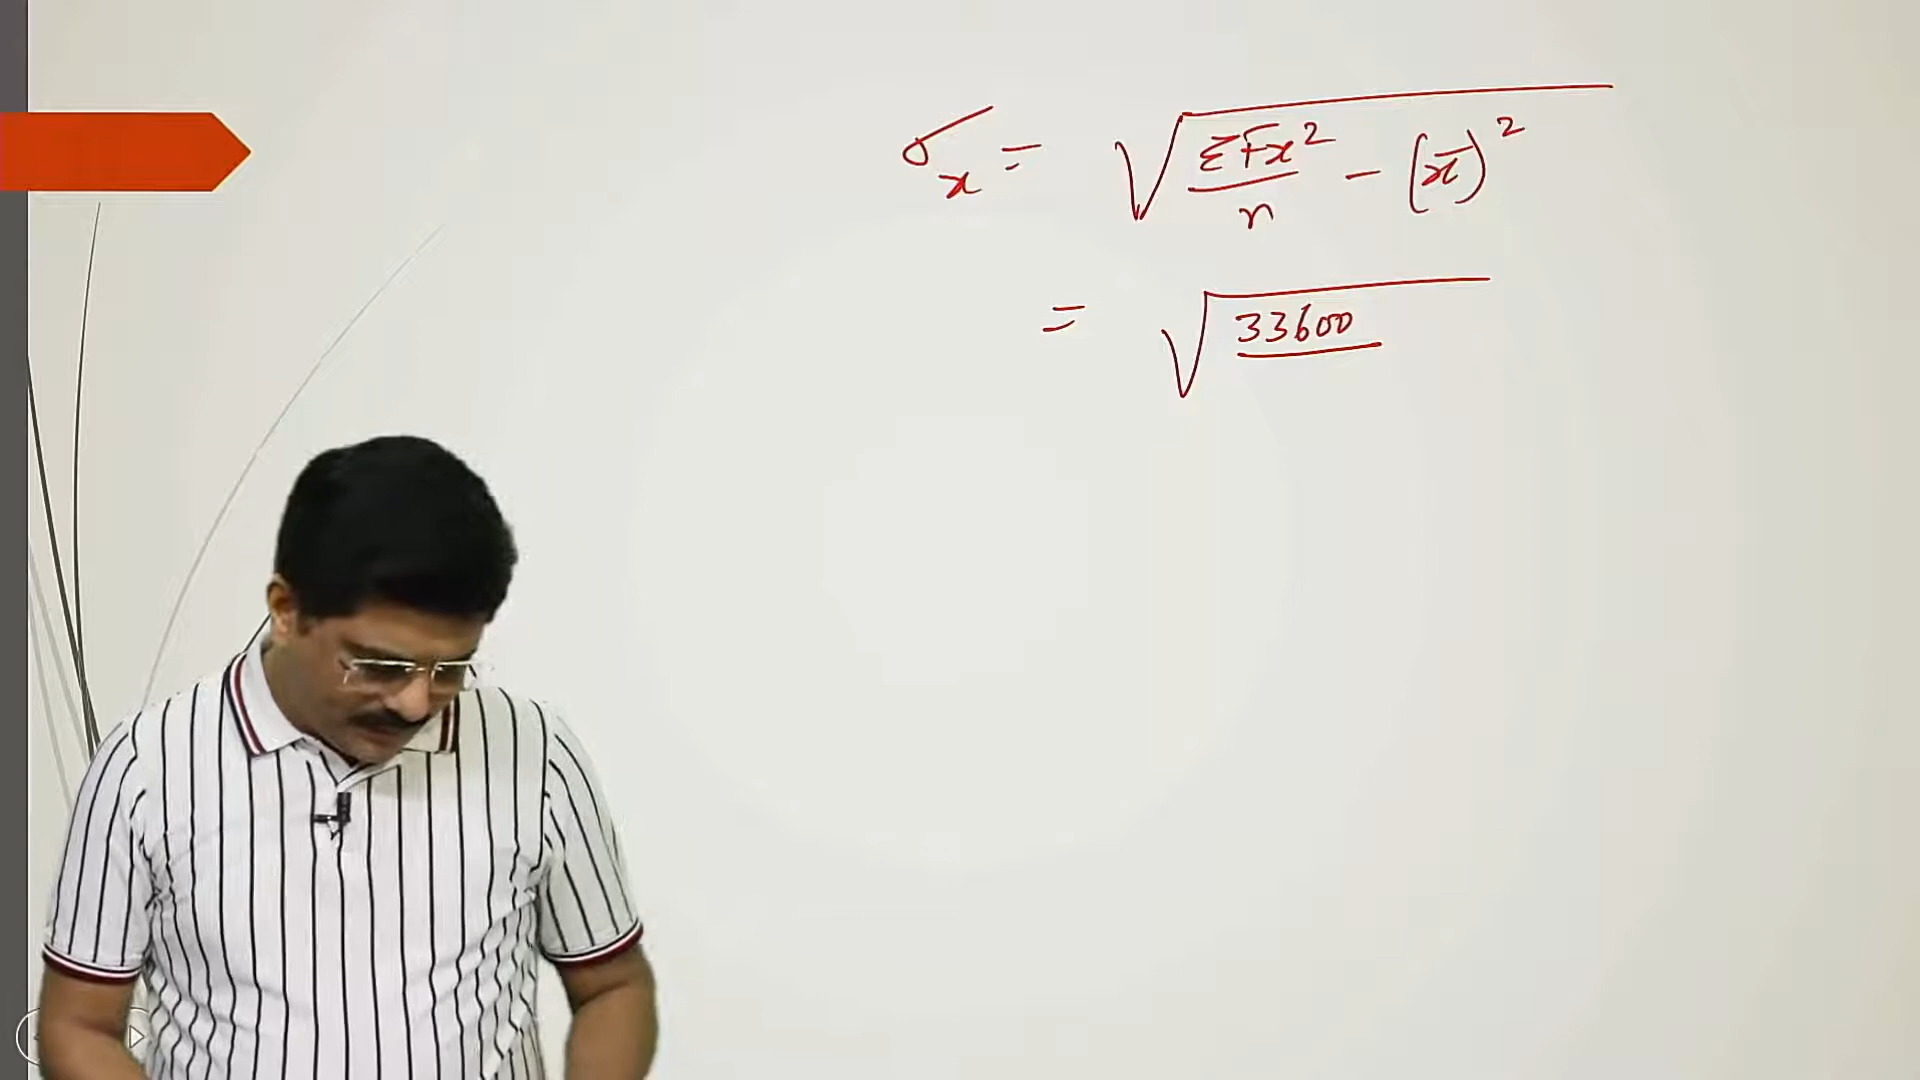 σx = √(ΣFx²/n − (x̄)²)
= √(33600/